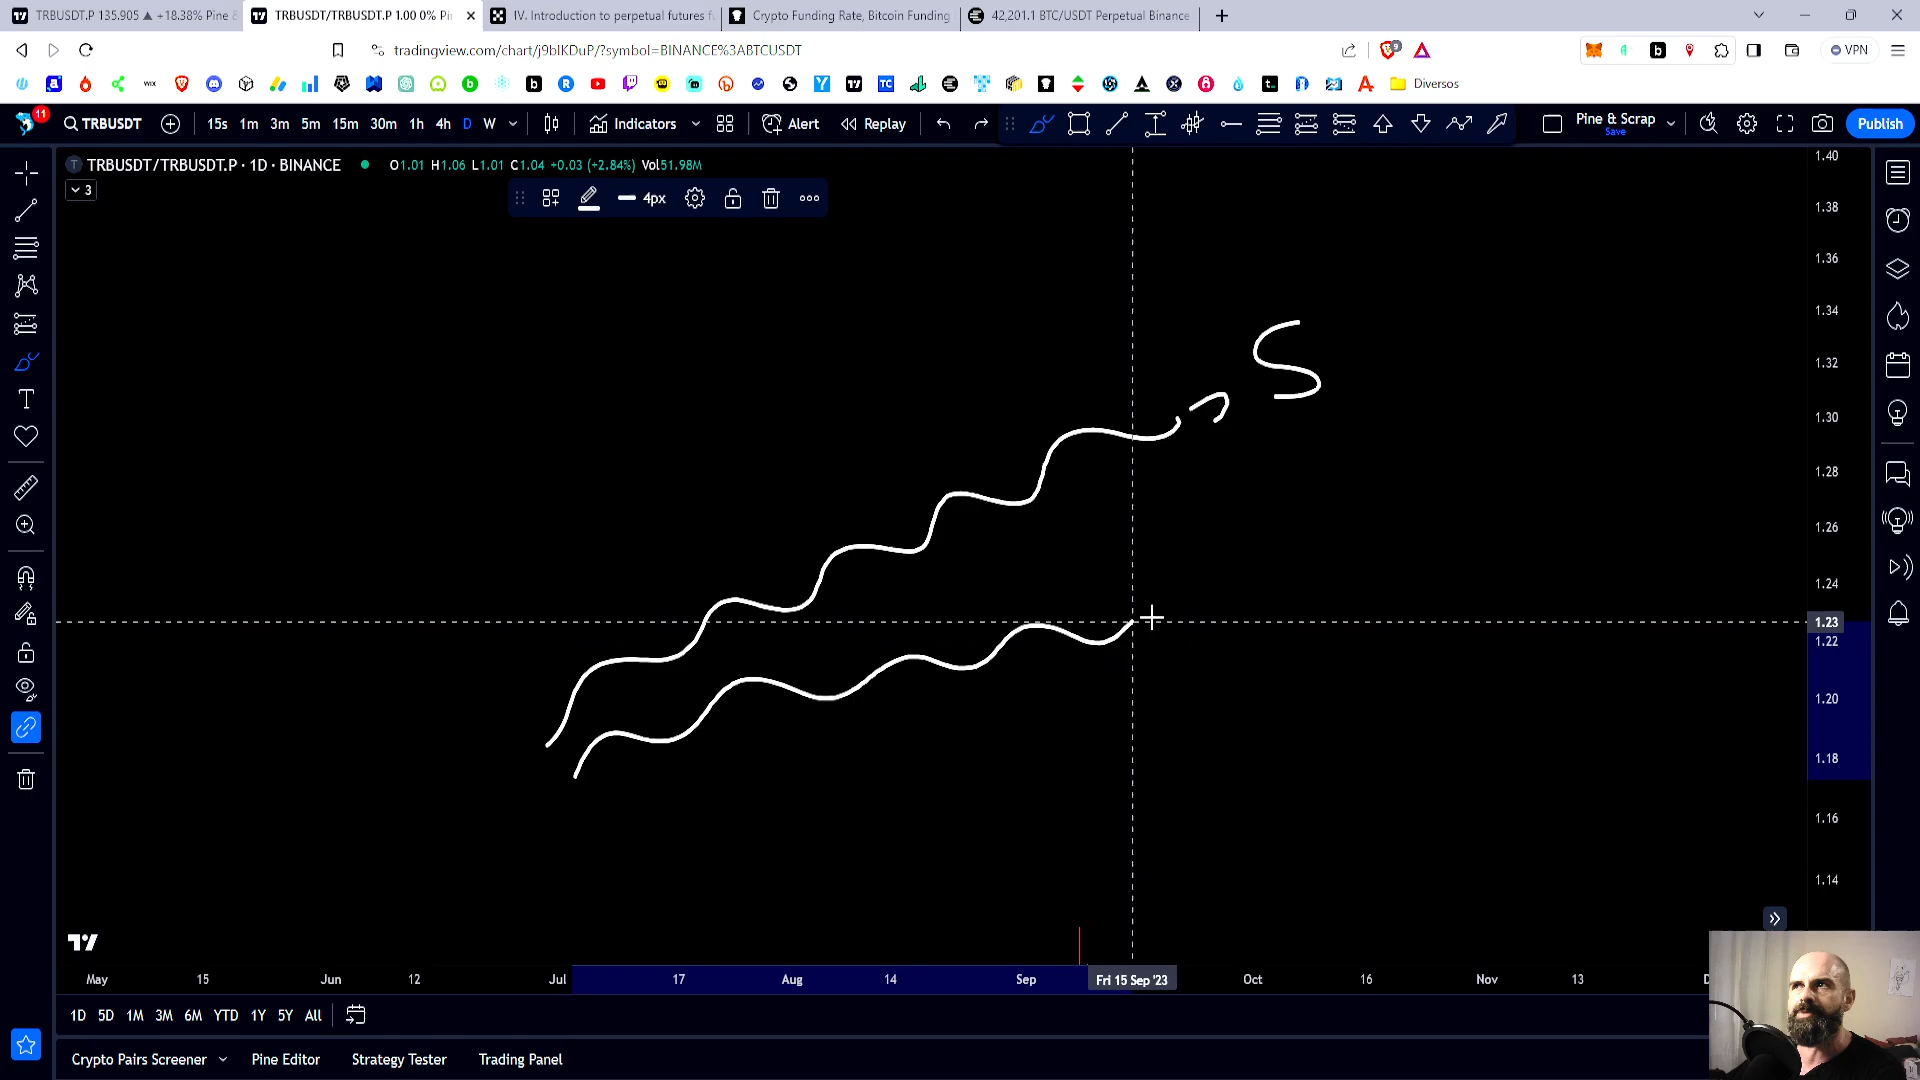 TRBUSDT.P 135.905 ▲ +18.38% Pine &
TRBUSDT/TRBUSDT.P 1.00 0% Pi
IV. Introduction to perpetual futures f
Crypto Funding Rate, Bitcoin Funding
42,201.1 BTC/USDT Perpetual Binance
tradingview.com/chart/j9blKDuP/?symbol=BINANCE%3ABTCUSDT
9
VPN
WIX
TC
Diversos
11
TRBUSDT
15s 1m 3m 5m 15m 30m 1h 4h D W
Indicators
Alert
Replay
Pine & Scrap
Save
Publish
TRBUSDT/TRBUSDT.P · 1D · BINANCE
O1.01 H1.06 L1.01 C1.04 +0.03 (+2.84%) Vol51.98M
3
4px
S
1.40
1.38
1.36
1.34
1.32
1.30
1.28
1.26
1.24
1.23
1.22
1.20
1.18
1.16
1.14
May 15 Jun 12 Jul 17 Aug 14 Sep Fri 15 Sep '23 Oct 16 Nov 13 D
1D 5D 1M 3M 6M YTD 1Y 5Y All
Crypto Pairs Screener Pine Editor Strategy Tester Trading Panel